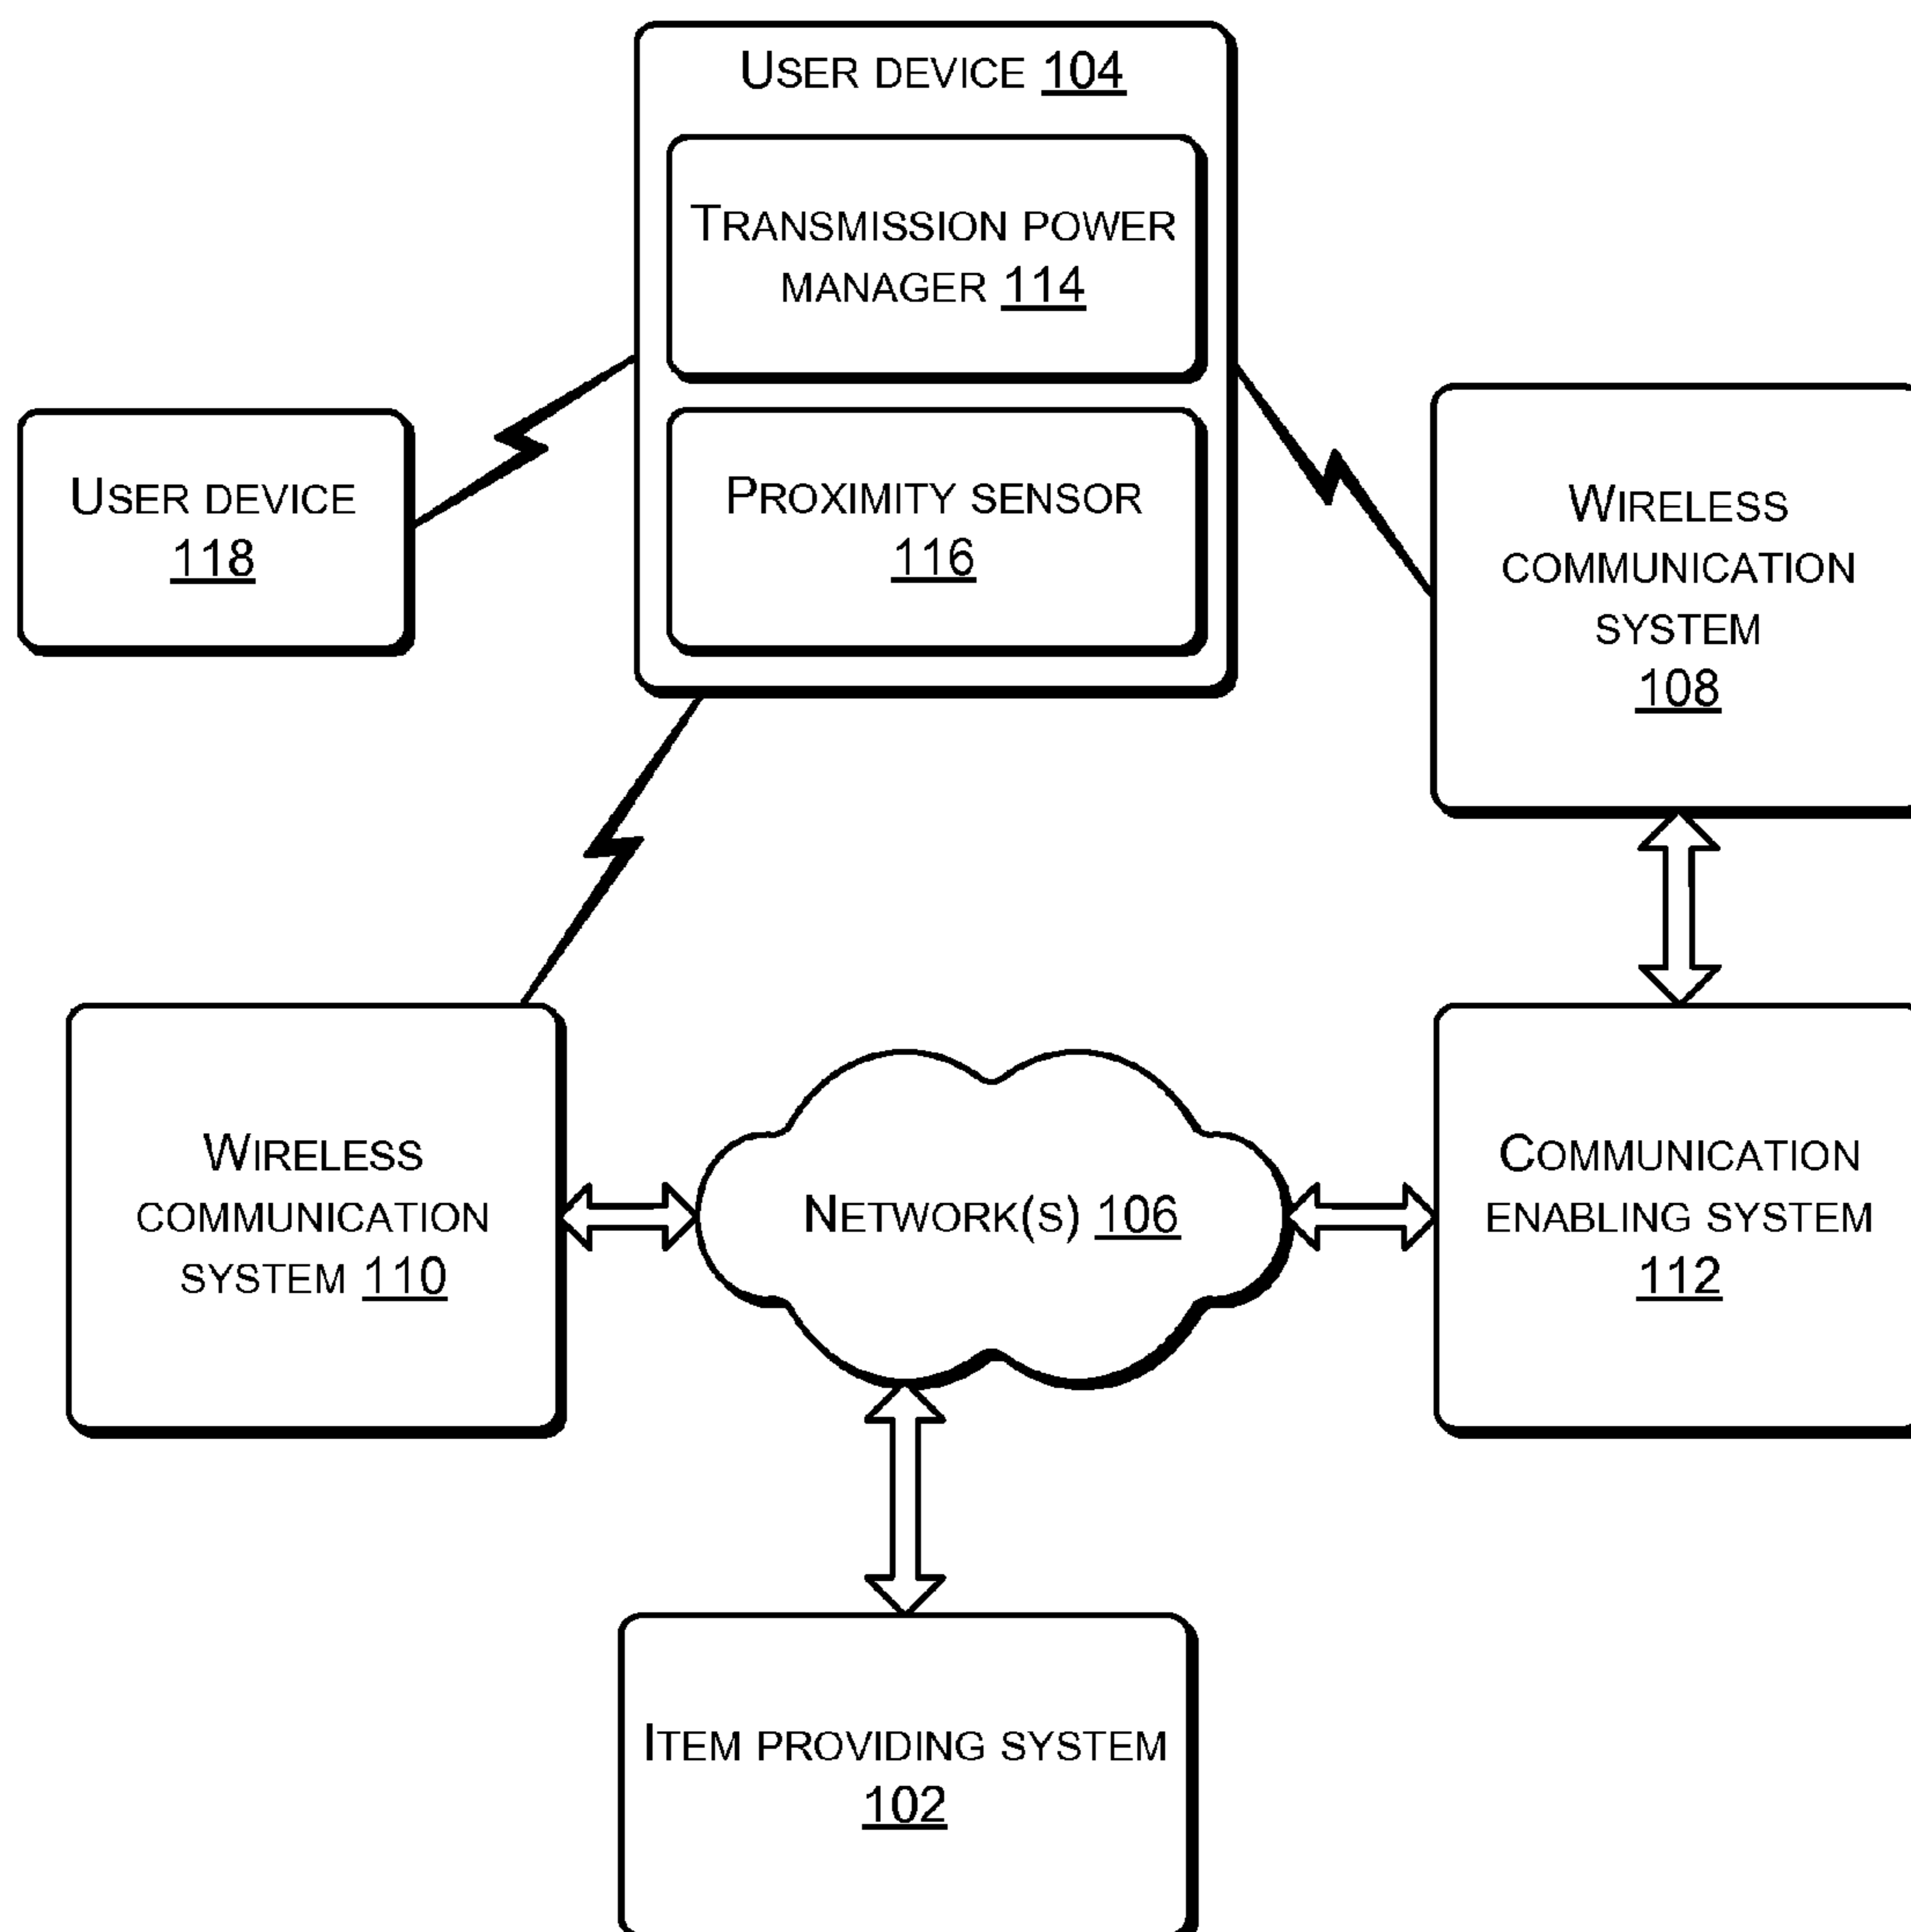 USER DEVICE 104
TRANSMISSION POWER
MANAGER 114
PROXIMITY SENSOR
116
USER DEVICE
118
WIRELESS
COMMUNICATION
SYSTEM
108
WIRELESS
COMMUNICATION
SYSTEM 110
NETWORK(S) 106
COMMUNICATION
ENABLING SYSTEM
112
ITEM PROVIDING SYSTEM
102